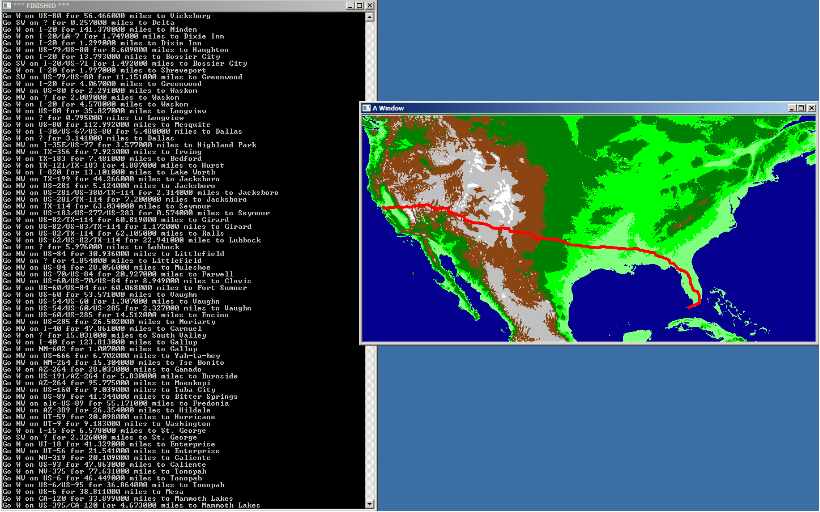 *** FINISHED ***
Go W on US-80 for 56.466000 miles to Vicksburg
Go SW on ? for 0.257000 miles to Delta
Go W on I-20 for 141.370000 miles to Minden
Go W on I-20/LA ? for 1.749000 miles to Dixie Inn
Go W on I-20 for 1.299000 miles to Dixie Inn
Go W on US-79/US-80 for 8.609000 miles to Haughton
Go W on I-20 for 13.793000 miles to Bossier City
Go SW on I-20/US-71 for 1.492000 miles to Bossier City
Go W on I-20 for 1.997000 miles to Shreveport
Go SW on US-79/US-80 for 11.151000 miles to Greenwood
Go W on I-20 for 4.067000 miles to Greenwood
Go NW on US-80 for 2.291000 miles to Waskom
Go NW on ? for 2.089000 miles to Waskom
Go W on I-20 for 4.570000 miles to Waskom
Go W on US-80 for 35.827000 miles to Longview
Go W on ? for 0.795000 miles to Longview
Go W on US-80 for 112.992000 miles to Mesquite
Go W on I-30/US-67/US-80 for 5.480000 miles to Dallas
Go W on ? for 3.141000 miles to Dallas
Go NW on I-35E/US-77 for 3.577000 miles to Highland Park
Go NW on TX-356 for 7.923000 miles to Irving
Go W on TX-183 for 7.481000 miles to Bedford
Go W on TX-121/TX-183 for 4.887000 miles to Hurst
Go W on I-820 for 13.101000 miles to Lake Worth
Go NW on TX-199 for 44.266000 miles to Jacksboro
Go NW on US-281 for 5.124000 miles to Jacksboro
Go W on US-281/US-380/TX-114 for 2.314000 miles to Jacksboro
Go NW on US-281/TX-114 for 7.200000 miles to Jacksboro
Go W on TX 114 for 63.034000 miles to Seymour
Go NW on US-183/US-277/US-283 for 0.574000 miles to Seymour
Go W on US-82/TX-114 for 60.819000 miles to Girard
Go W on US-82/US-83/TX-114 for 1.172000 miles to Girard
Go W on US-82/TX-114 for 62.105000 miles to Ralls
Go W on US-62/US-82/TX-114 for 22.941000 miles to Lubbock
Go W on ? for 5.976000 miles to Lubbock
Go NW on US-84 for 30.936000 miles to Littlefield
Go NW on ? for 4.854000 miles to Littlefield
Go NW on US-84 for 28.056000 miles to Muleshoe
Go NW on US-70/US-84 for 20.927000 miles to Farwell
Go W on US-60/US-70/US-84 for 8.949000 miles to Clovis
Go W on US-60/US-84 for 60.068000 miles to Fort Sumner
Go W on US-60 for 53.571000 miles to Vaughn
Go W on US-54/US-60 for 1.387000 miles to Vaughn
Go W on US-54/US-60/US-285 for 2.327000 miles to Vaughn
Go W on US-60/US-285 for 14.512000 miles to Encino
Go NW on US-285 for 26.502000 miles to Moriarty
Go NW on I-40 for 47.861000 miles to Carnuel
Go W on ? for 15.031000 miles to South Valley
Go W on I-40 for 123.813000 miles to Gallup
Go W on NM-602 for 1.007000 miles to Gallup
Go NW on US-666 for 6.702000 miles to Yah-ta-hey
Go NW on NM-264 for 15.304000 miles to Tse Bonito
Go W on AZ-264 for 28.033000 miles to Ganado
Go W on US-191/AZ-264 for 5.830000 miles to Burnside
Go W on AZ-264 for 95.775000 miles to Moenkopi
Go W on US-160 for 9.039000 miles to Tuba City
Go NW on US-89 for 41.344000 miles to Bitter Springs
Go NW on alt-US-89 for 55.171000 miles to Fredonia
Go NW on AZ-389 for 26.354000 miles to Hildale
Go NW on UT-59 for 20.098000 miles to Hurricane
Go W on UT-9 for 9.183000 miles to Washington
Go W on I-15 for 6.578000 miles to St. George
Go SW on ? for 2.326000 miles to St. George
Go N on UT-18 for 41.329000 miles to Enterprise
Go NW on UT-56 for 21.541000 miles to Enterprise
Go W on NV-319 for 20.109000 miles to Caliente
Go W on US-93 for 47.863000 miles to Caliente
Go W on NV-375 for 77.631000 miles to Tonopah
Go NW on US-6 for 46.449000 miles to Tonopah
Go W on US-6/US-95 for 36.864000 miles to Tonopah
Go W on US-6 for 38.811000 miles to Mesa
Go W on CA-120 for 33.899000 miles to Mammoth Lakes
Go W on US-395/CA-120 for 4.673000 miles to Mammoth Lakes
A Window